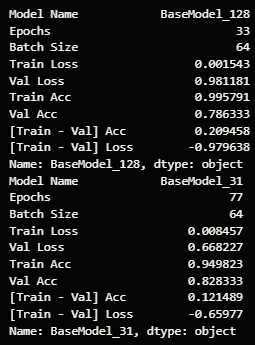 Model Name BaseModel_128
Epochs 33
Batch Size 64
Train Loss 0.001543
Val Loss 0.981181
Train Acc 0.995791
Val Acc 0.786333
[Train - Val] Acc 0.209458
[Train - Val] Loss -0.979638
Name: BaseModel_128, dtype: object
Model Name BaseModel_31
Epochs 77
Batch Size 64
Train Loss 0.008457
Val Loss 0.668227
Train Acc 0.949823
Val Acc 0.828333
[Train - Val] Acc 0.121489
[Train - Val] Loss -0.65977
Name: BaseModel_31, dtype: object